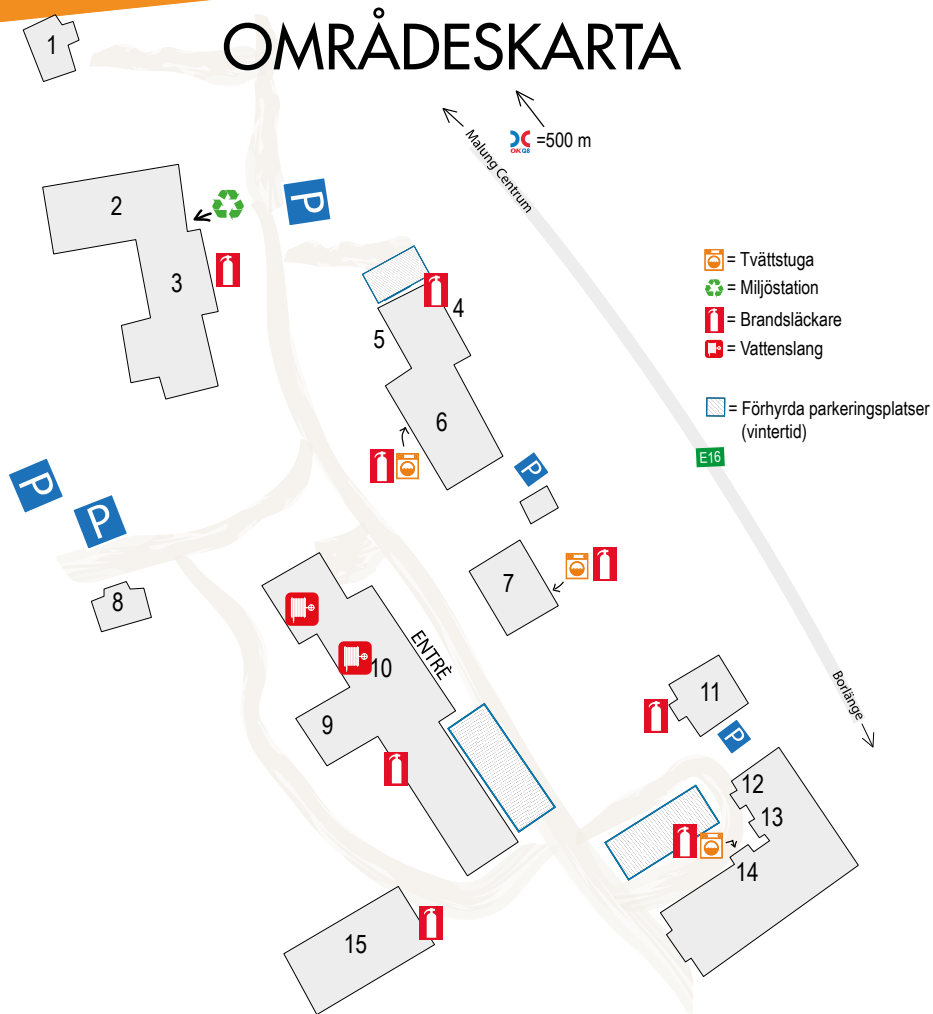 OMRÅDESKARTA
1
OKQ8 =500 m
Malung Centrum
2
P
= Tvättstuga
3
= Miljöstation
4
= Brandsläckare
5
= Vattenslang
= Förhyrda parkeringsplatser
(vintertid)
6
E16
P
P
P
7
8
ENTRÈ
10
9
11
Borlänge
P
12
13
14
15